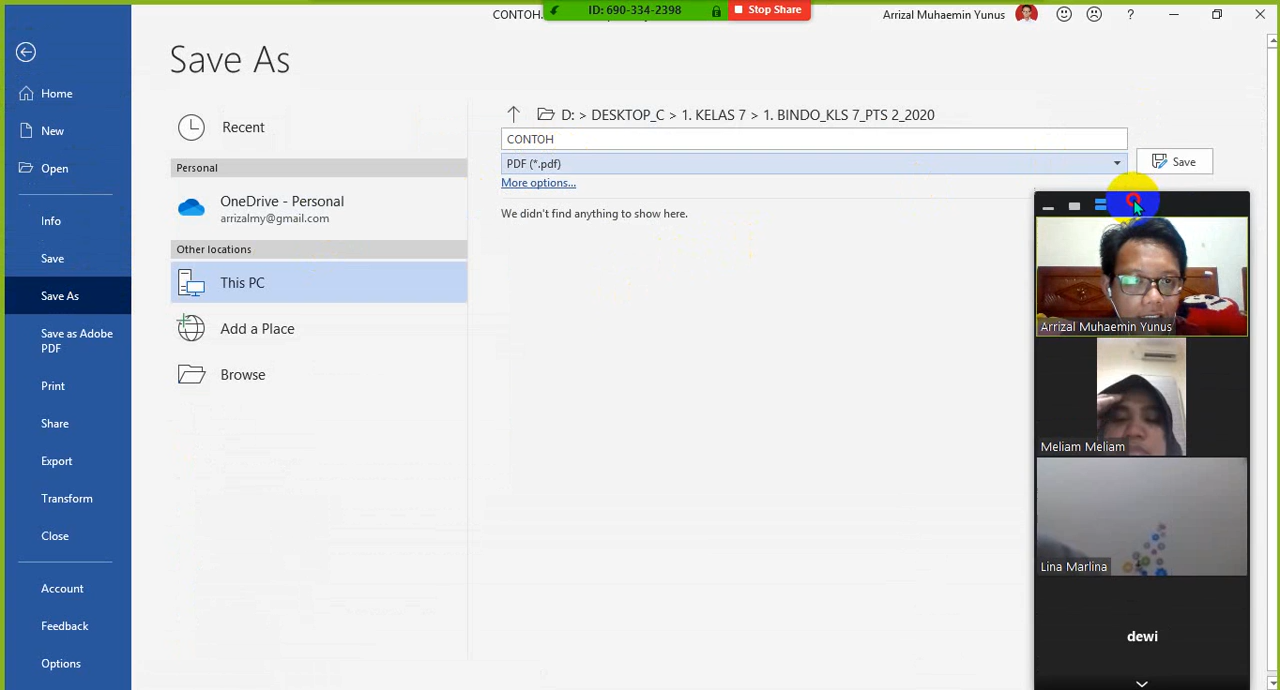 CONTOH.
ID: 690-334-2398
Stop Share
Arrizal Muhaemin Yunus
?
Save As
Home
New
Open
Info
Save
Save As
Save as Adobe
PDF
Print
Share
Export
Transform
Close
Account
Feedback
Options
Recent
Personal
OneDrive - Personal
arrizalmy@gmail.com
Other locations
This PC
Add a Place
Browse
D: > DESKTOP_C > 1. KELAS 7 > 1. BINDO_KLS 7_PTS 2_2020
CONTOH
PDF (*.pdf)
Save
More options...
We didn't find anything to show here.
Arrizal Muhaemin Yunus
Meliam Meliam
Lina Marlina
dewi